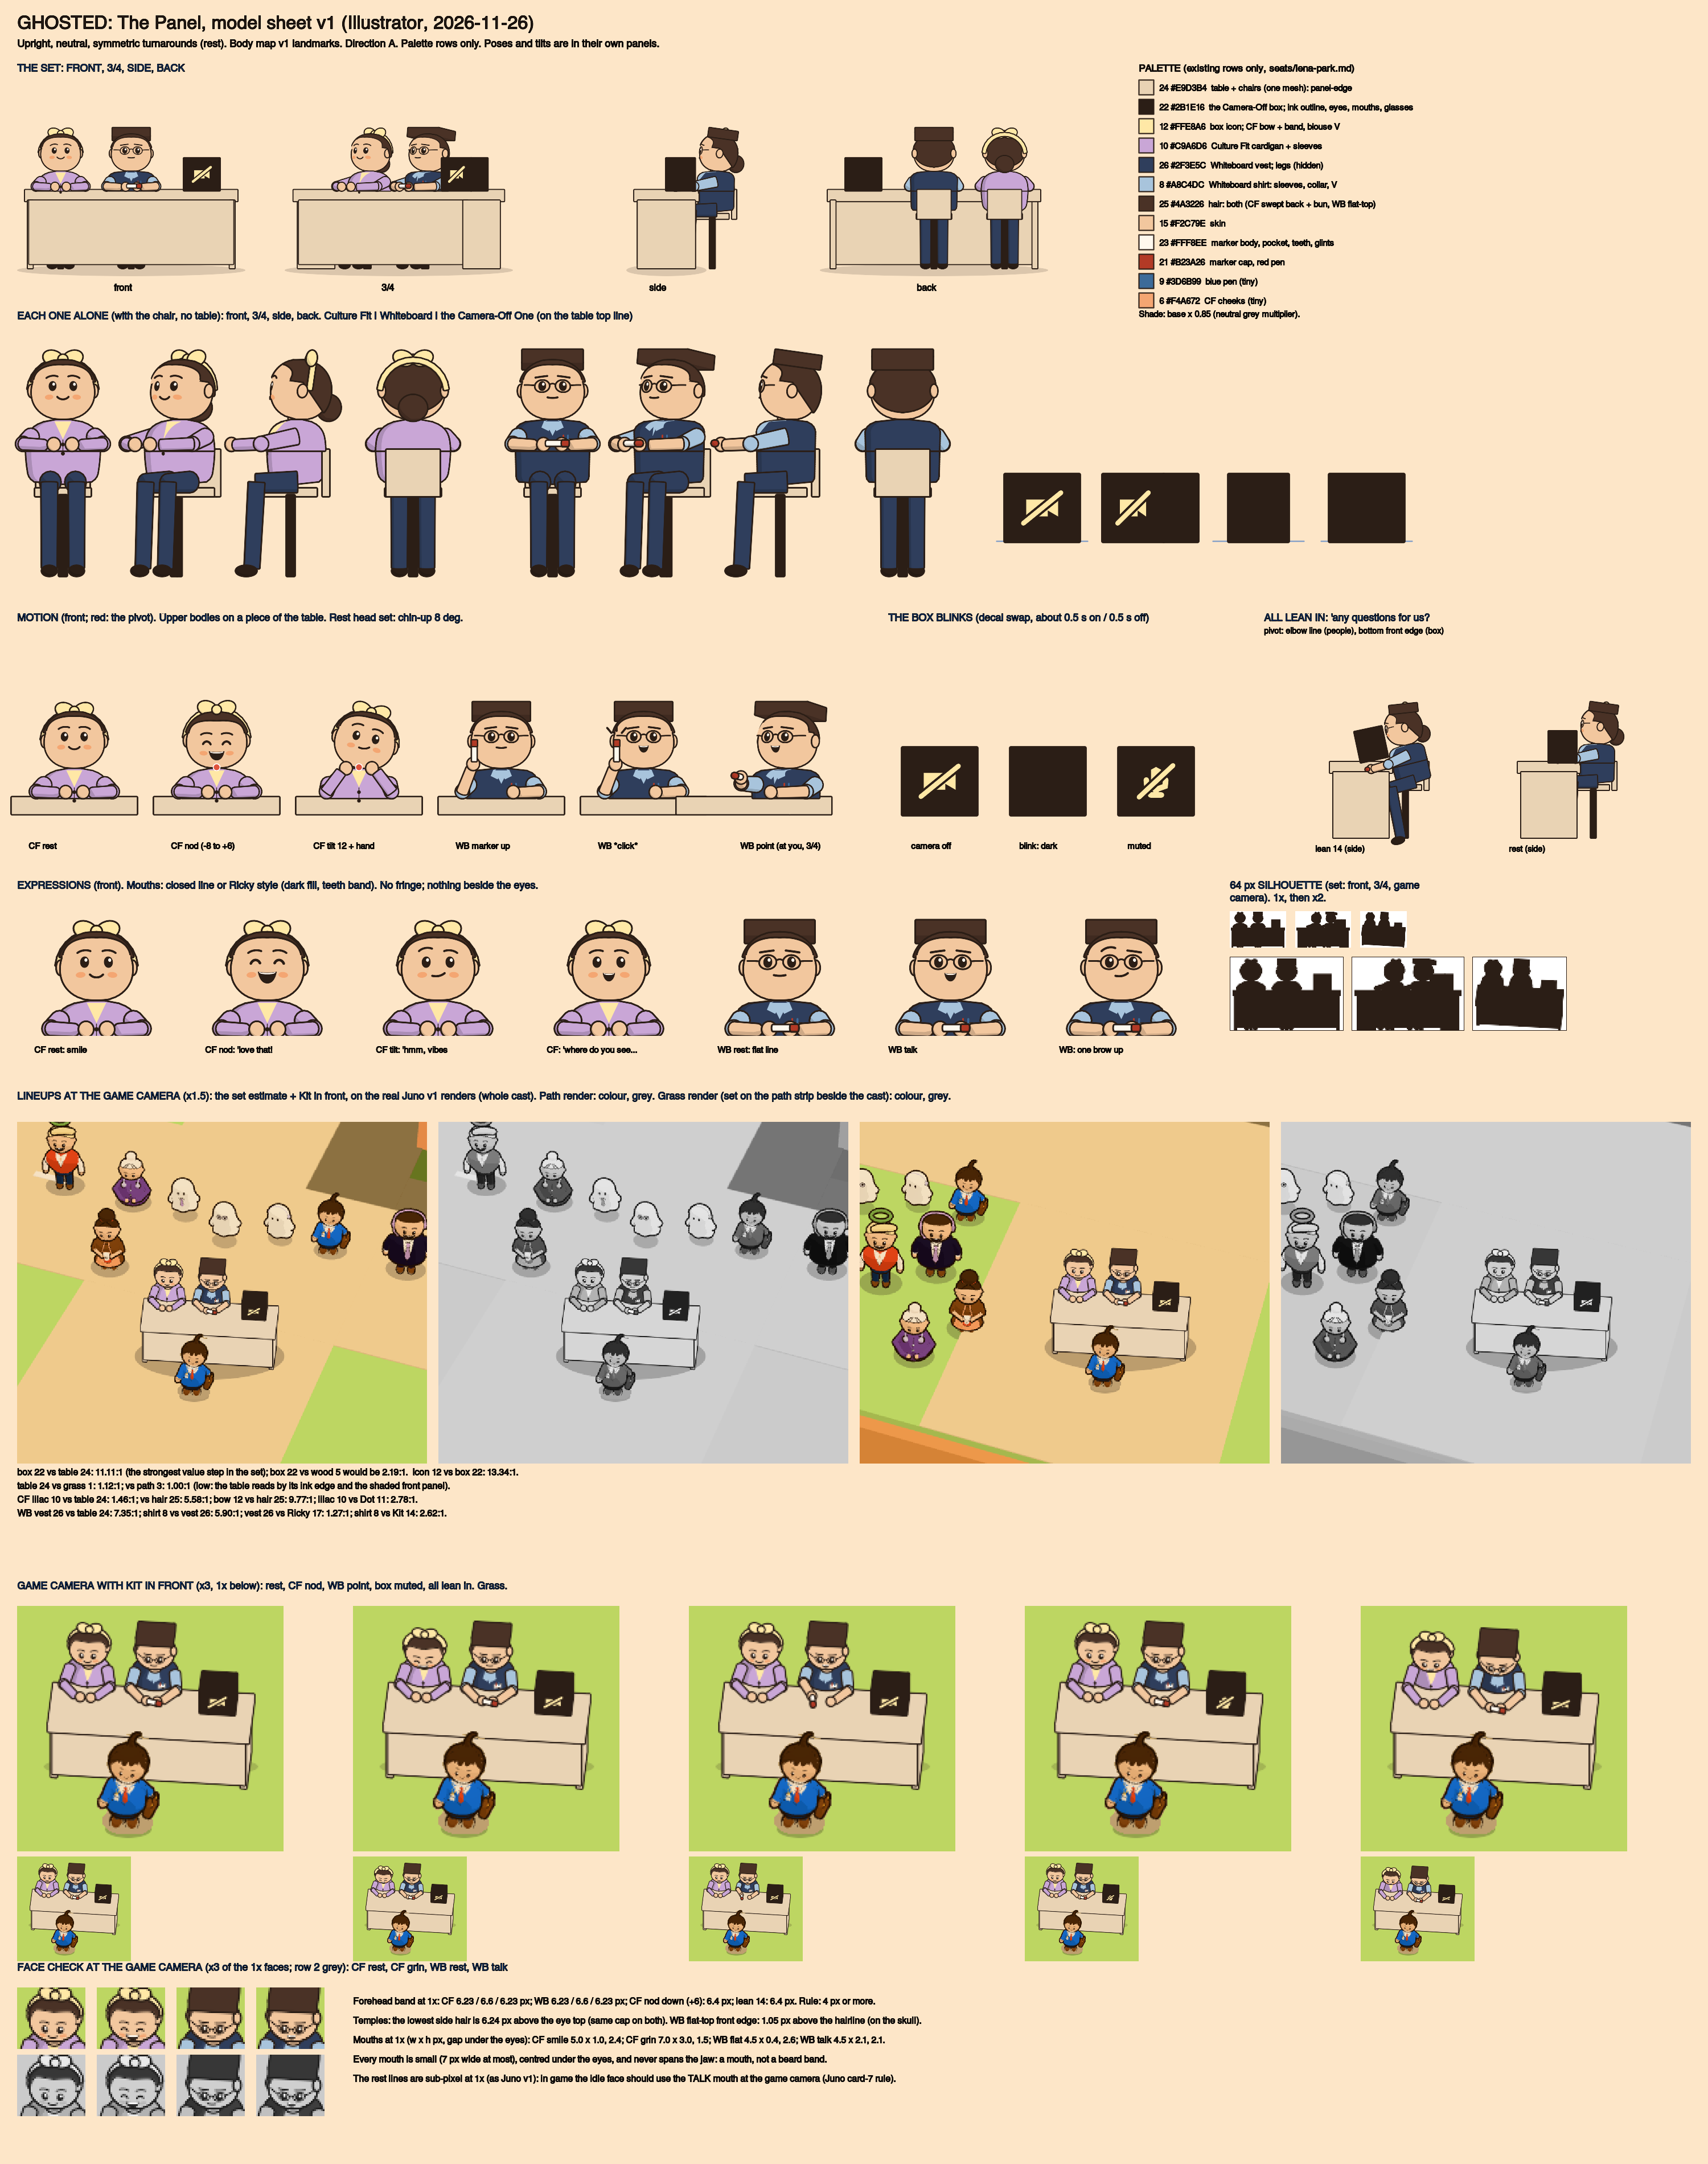 GHOSTED: The Panel, model sheet v1 (Illustrator, 2026-11-26)
Upright, neutral, symmetric turnarounds (rest). Body map v1 landmarks. Direction A. Palette rows only. Poses and tilts are in their own panels.
THE SET: FRONT, 3/4, SIDE, BACK
front
3/4
side
back
PALETTE (existing rows only, seats/lena-park.md)
24 #E9D3B4 table + chairs (one mesh): panel-edge
22 #2B1E16 the Camera-Off box; ink outline, eyes, mouths, glasses
12 #FFE8A6 box icon; CF bow + band, blouse V
10 #C9A6D6 Culture Fit cardigan + sleeves
26 #2F3E5C Whiteboard vest; legs (hidden)
8 #A8C4DC Whiteboard shirt: sleeves, collar, V
25 #4A3226 hair: both (CF swept back + bun, WB flat-top)
15 #F2C79E skin
23 #FFF8EE marker body, pocket, teeth, glints
21 #B23A26 marker cap, red pen
9 #3D6B99 blue pen (tiny)
6 #F4A672 CF cheeks (tiny)
Shade: base x 0.85 (neutral grey multiplier).
EACH ONE ALONE (with the chair, no table): front, 3/4, side, back. Culture Fit | Whiteboard | the Camera-Off One (on the table top line)
MOTION (front; red: the pivot). Upper bodies on a piece of the table. Rest head set: chin-up 8 deg.
CF rest
CF nod (-8 to +6)
CF tilt 12 + hand
WB marker up
WB *click*
WB point (at you, 3/4)
THE BOX BLINKS (decal swap, about 0.5 s on / 0.5 s off)
camera off
blink: dark
muted
ALL LEAN IN: 'any questions for us?
pivot: elbow line (people), bottom front edge (box)
lean 14 (side)
rest (side)
EXPRESSIONS (front). Mouths: closed line or Ricky style (dark fill, teeth band). No fringe; nothing beside the eyes.
CF rest: smile
CF nod: 'love that!
CF tilt: 'hmm, vibes
CF: 'where do you see...
WB rest: flat line
WB talk
WB: one brow up
64 px SILHOUETTE (set: front, 3/4, game
camera). 1x, then x2.
LINEUPS AT THE GAME CAMERA (x1.5): the set estimate + Kit in front, on the real Juno v1 renders (whole cast). Path render: colour, grey. Grass render (set on the path strip beside the cast): colour, grey.
box 22 vs table 24: 11.11:1 (the strongest value step in the set); box 22 vs wood 5 would be 2.19:1. Icon 12 vs box 22: 13.34:1.
table 24 vs grass 1: 1.12:1; vs path 3: 1.00:1 (low: the table reads by its ink edge and the shaded front panel).
CF lilac 10 vs table 24: 1.46:1; vs hair 25: 5.58:1; bow 12 vs hair 25: 9.77:1; lilac 10 vs Dot 11: 2.78:1.
WB vest 26 vs table 24: 7.35:1; shirt 8 vs vest 26: 5.90:1; vest 26 vs Ricky 17: 1.27:1; shirt 8 vs Kit 14: 2.62:1.
GAME CAMERA WITH KIT IN FRONT (x3, 1x below): rest, CF nod, WB point, box muted, all lean in. Grass.
FACE CHECK AT THE GAME CAMERA (x3 of the 1x faces; row 2 grey): CF rest, CF grin, WB rest, WB talk
Forehead band at 1x: CF 6.23 / 6.6 / 6.23 px; WB 6.23 / 6.6 / 6.23 px; CF nod down (+6): 6.4 px; lean 14: 6.4 px. Rule: 4 px or more.
Temples: the lowest side hair is 6.24 px above the eye top (same cap on both). WB flat-top front edge: 1.05 px above the hairline (on the skull).
Mouths at 1x (w x h px, gap under the eyes): CF smile 5.0 x 1.0, 2.4; CF grin 7.0 x 3.0, 1.5; WB flat 4.5 x 0.4, 2.6; WB talk 4.5 x 2.1, 2.1.
Every mouth is small (7 px wide at most), centred under the eyes, and never spans the jaw: a mouth, not a beard band.
The rest lines are sub-pixel at 1x (as Juno v1): in game the idle face should use the TALK mouth at the game camera (Juno card-7 rule).